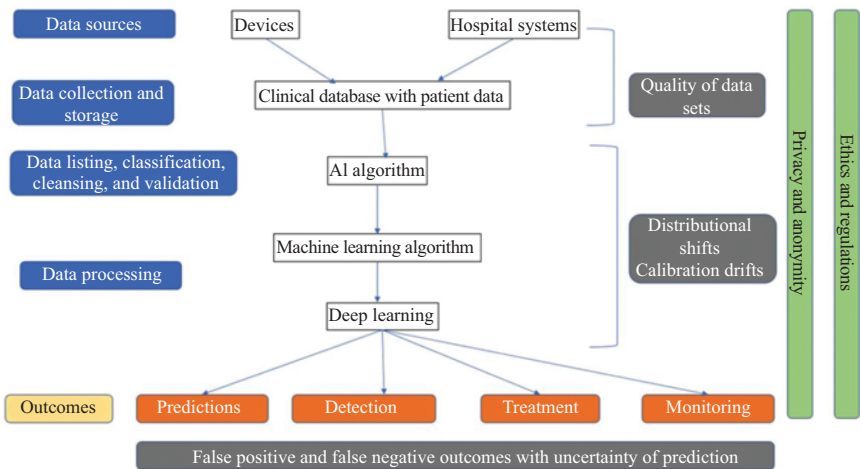 Data sources
Devices
Hospital systems
Data collection and
storage
Clinical database with patient data
Quality of data
sets
Data listing, classification,
cleansing, and validation
AI algorithm
Machine learning algorithm
Distributional
shifts
Calibration drifts
Data processing
Deep learning
Privacy and anonymity
Ethics and regulations
Outcomes
Predictions
Detection
Treatment
Monitoring
False positive and false negative outcomes with uncertainty of prediction